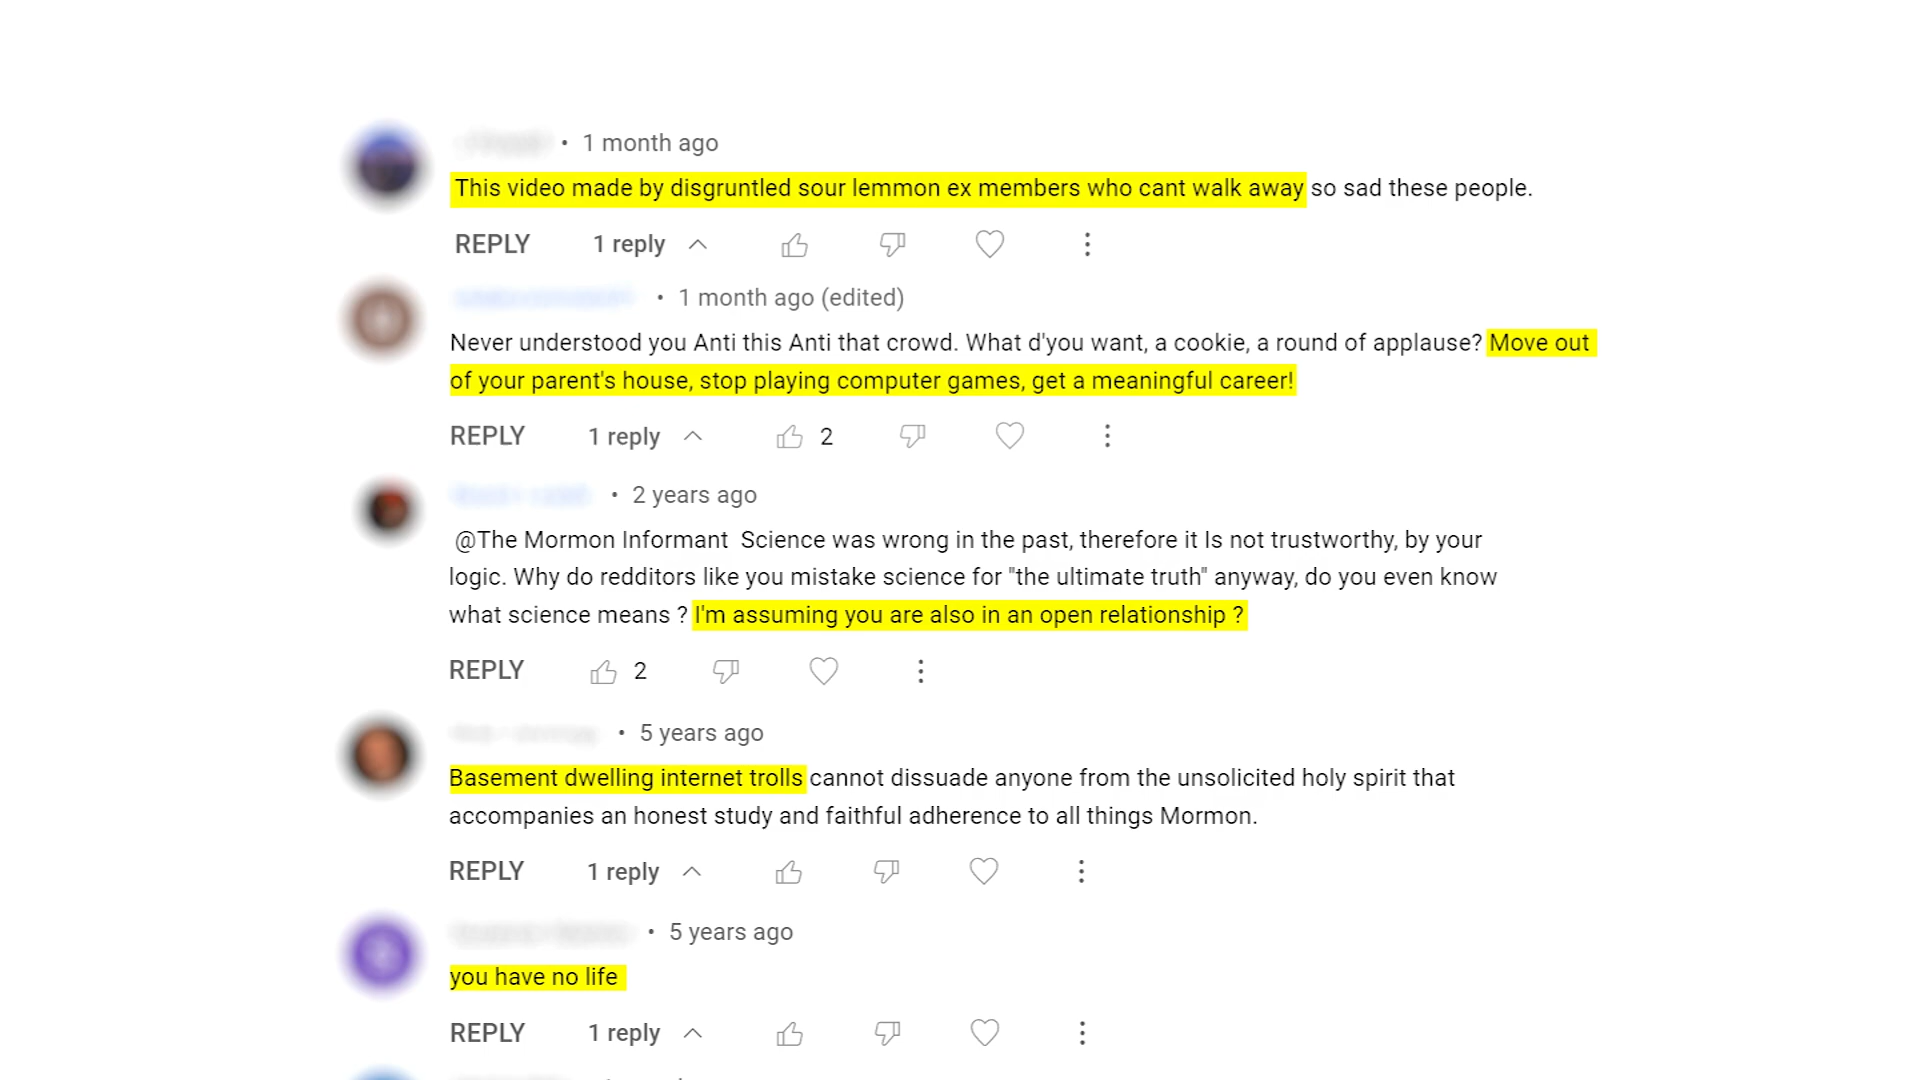 • 1 month ago
This video made by disgruntled sour lemmon ex members who cant walk away so sad these people.
REPLY 1 reply
• 1 month ago (edited)
Never understood you Anti this Anti that crowd. What d'you want, a cookie, a round of applause? Move out
of your parent's house, stop playing computer games, get a meaningful career!
REPLY 1 reply 2
• 2 years ago
@The Mormon Informant Science was wrong in the past, therefore it Is not trustworthy, by your
logic. Why do redditors like you mistake science for "the ultimate truth" anyway, do you even know
what science means ? I'm assuming you are also in an open relationship ?
REPLY 2
• 5 years ago
Basement dwelling internet trolls cannot dissuade anyone from the unsolicited holy spirit that
accompanies an honest study and faithful adherence to all things Mormon.
REPLY 1 reply
• 5 years ago
you have no life
REPLY 1 reply